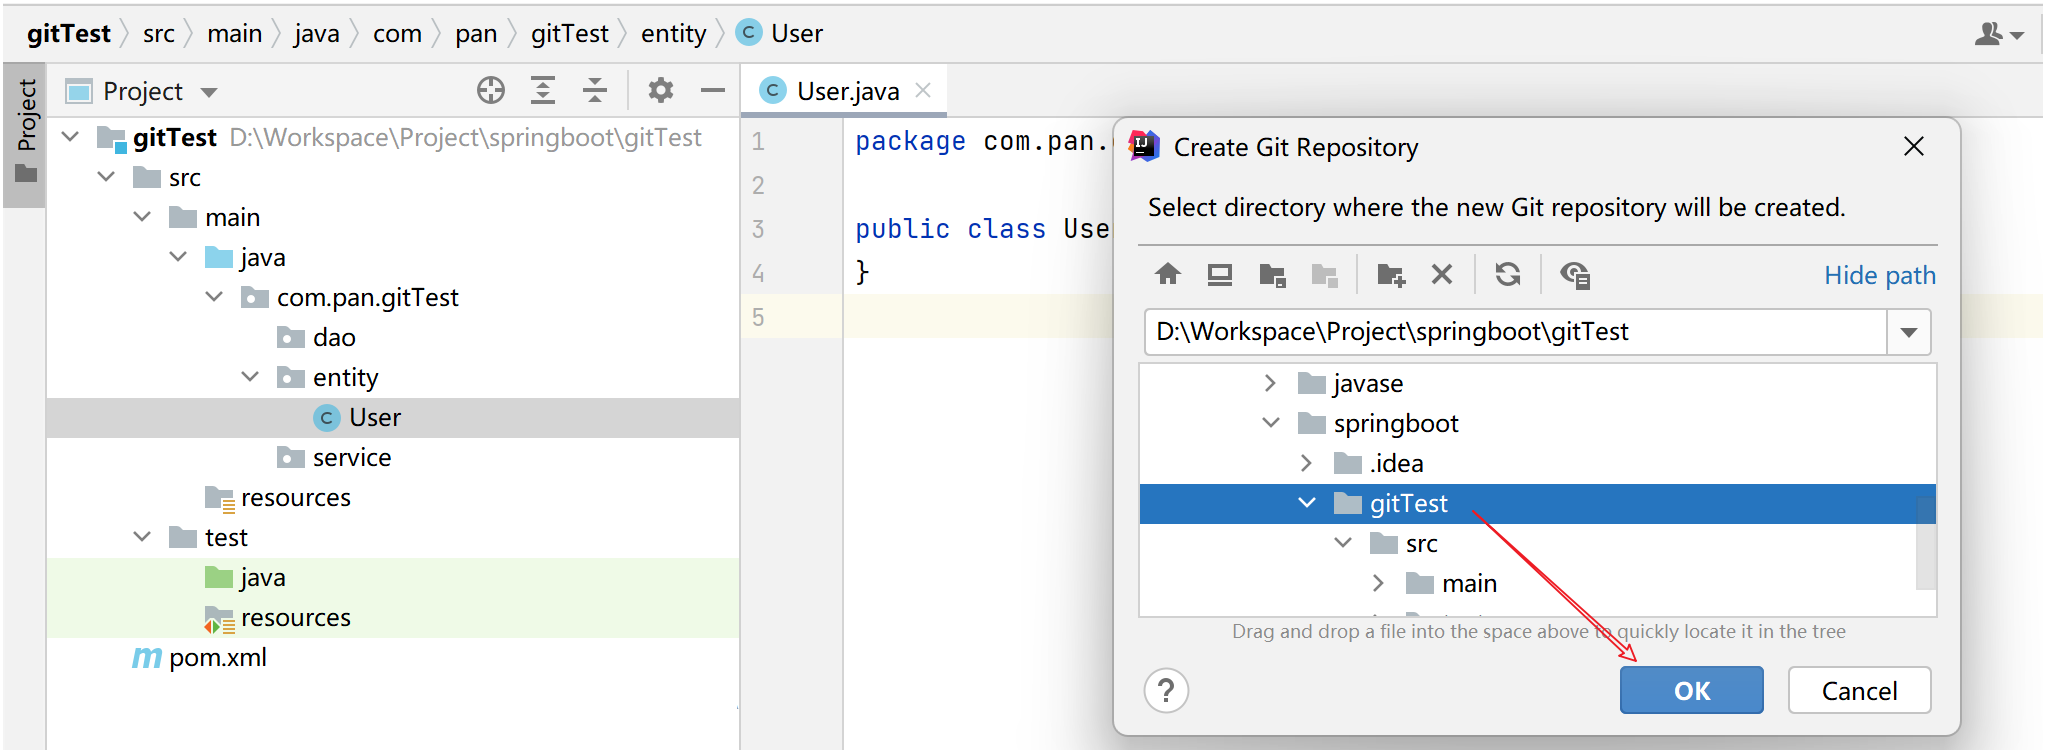 gitTest src main java com pan gitTest entity C User
Project
Project
gitTest D:\Workspace\Project\springboot\gitTest
src
main
java
com.pan.gitTest
dao
entity
C User
service
resources
test
java
resources
m pom.xml
C User.java
1 package com.pan.
2
3 public class Use
4 }
5
IJ Create Git Repository
Select directory where the new Git repository will be created.
Hide path
D:\Workspace\Project\springboot\gitTest
javase
springboot
.idea
gitTest
src
main
Drag and drop a file into the space above to quickly locate it in the tree
? OK Cancel